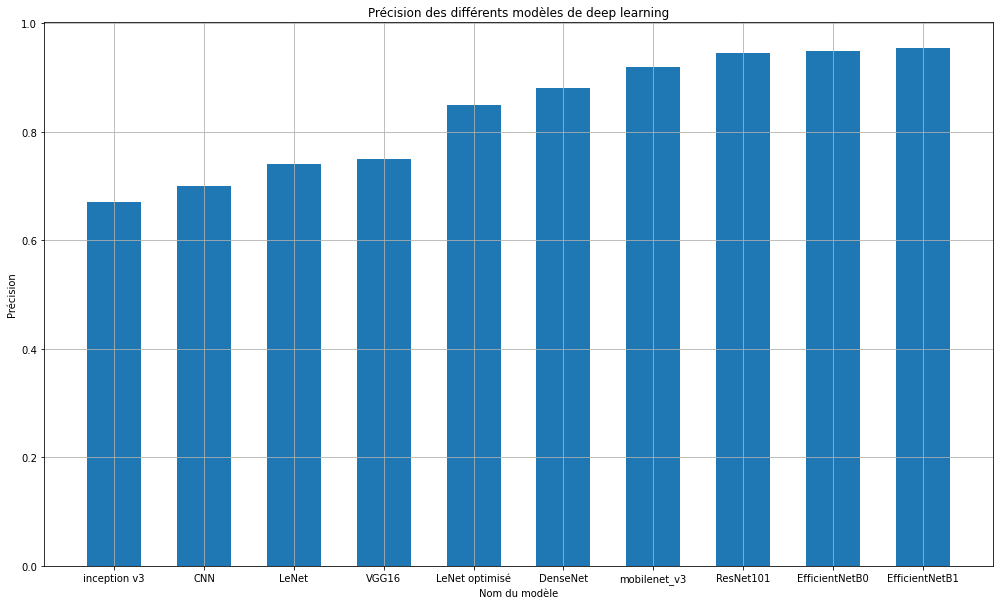 Précision des différents modèles de deep learning
1.0
0.8
0.6
0.4
0.2
0.0
Précision
inception v3 CNN LeNet VGG16 LeNet optimisé DenseNet mobilenet_v3 ResNet101 EfficientNetB0 EfficientNetB1
Nom du modèle